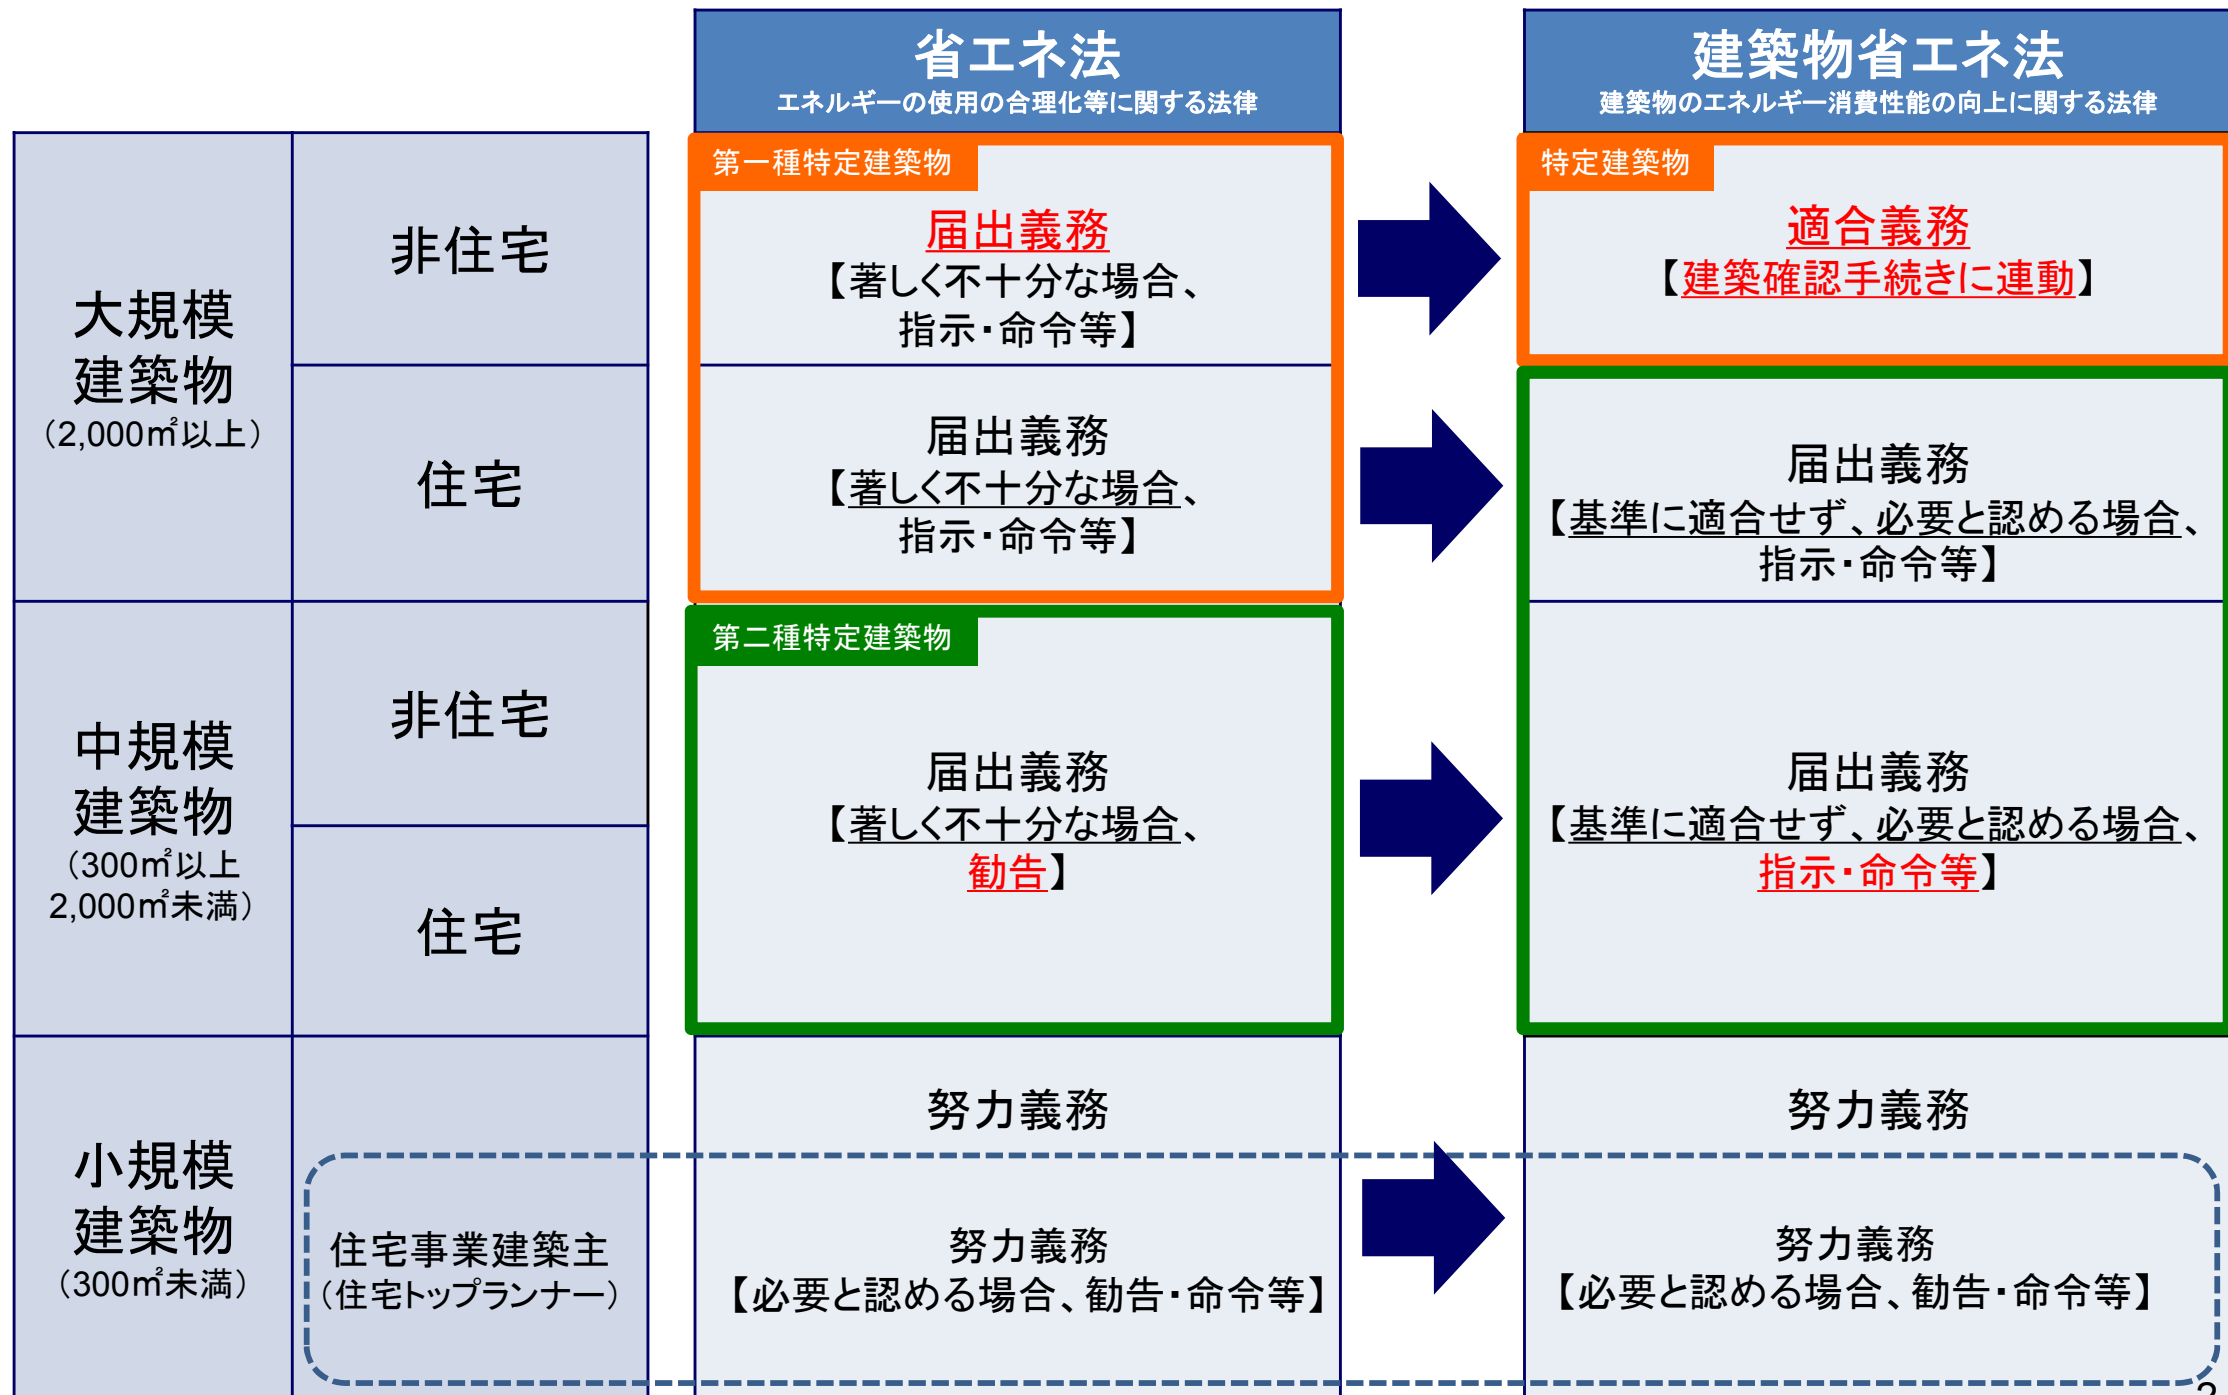 省エネ法
エネルギーの使用の合理化等に関する法律
建築物省エネ法
建築物のエネルギー消費性能の向上に関する法律
大規模
建築物
（2,000㎡以上）
非住宅
第一種特定建築物
届出義務
【著しく不十分な場合、
指示・命令等】
特定建築物
適合義務
【建築確認手続きに連動】
住宅
届出義務
【著しく不十分な場合、
指示・命令等】
届出義務
【基準に適合せず、必要と認める場合、
指示・命令等】
中規模
建築物
（300㎡以上
2,000㎡未満）
非住宅
住宅
第二種特定建築物
届出義務
【著しく不十分な場合、
勧告】
届出義務
【基準に適合せず、必要と認める場合、
指示・命令等】
小規模
建築物
（300㎡未満）
努力義務
努力義務
住宅事業建築主
（住宅トップランナー）
努力義務
【必要と認める場合、勧告・命令等】
努力義務
【必要と認める場合、勧告・命令等】